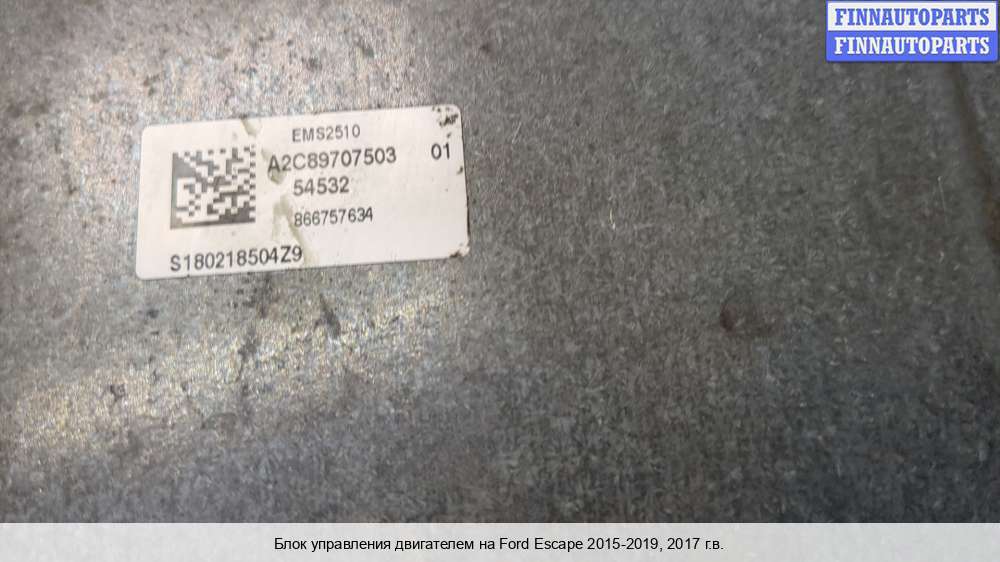 FINNAUTOPARTS
FINNAUTOPARTS
EMS2510
A2C89707503 01
54532
866757634
S180218504Z9
Блок управления двигателем на Ford Escape 2015-2019, 2017 г.в.